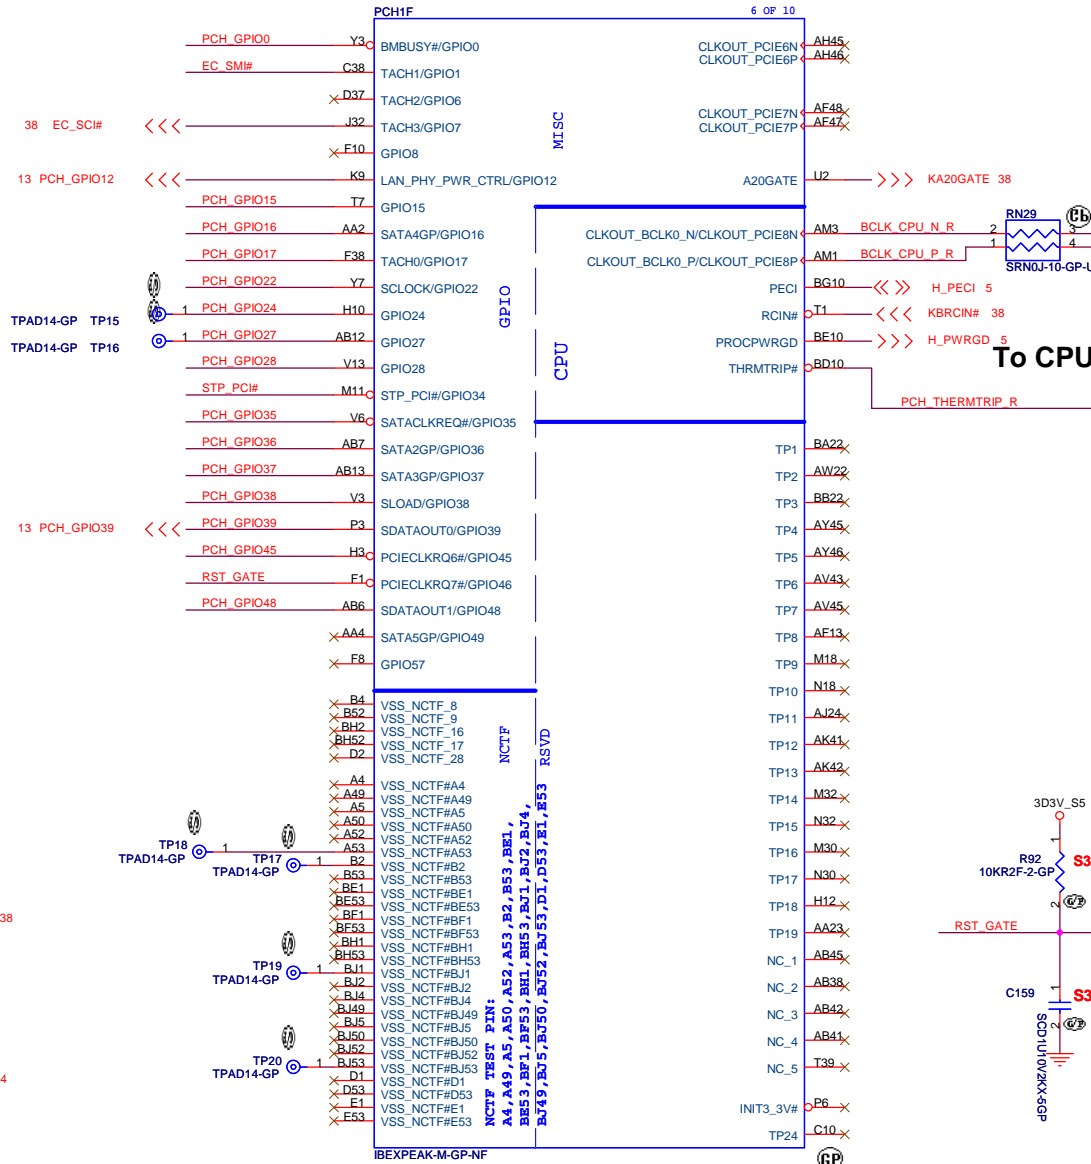 PCH1F
6 OF 10
PCH_GPIO0 Y3 BMBUSY#/GPIO0
EC_SMI# C38 TACH1/GPIO1
D37 TACH2/GPIO6
38 EC_SCI# J32 TACH3/GPIO7
F10 GPIO8
13 PCH_GPIO12 K9 LAN_PHY_PWR_CTRL/GPIO12
PCH_GPIO15 T7 GPIO15
PCH_GPIO16 AA2 SATA4GP/GPIO16
PCH_GPIO17 F38 TACH0/GPIO17
PCH_GPIO22 Y7 SCLOCK/GPIO22
TPAD14-GP TP15 1 PCH_GPIO24 H10 GPIO24
TPAD14-GP TP16 1 PCH_GPIO27 AB12 GPIO27
PCH_GPIO28 V13 GPIO28
STP_PCI# M11 STP_PCI#/GPIO34
PCH_GPIO35 V6 SATACLKREQ#/GPIO35
PCH_GPIO36 AB7 SATA2GP/GPIO36
PCH_GPIO37 AB13 SATA3GP/GPIO37
PCH_GPIO38 V3 SLOAD/GPIO38
13 PCH_GPIO39 PCH_GPIO39 P3 SDATAOUT0/GPIO39
PCH_GPIO45 H3 PCIECLKRQ6#/GPIO45
RST_GATE F1 PCIECLKRQ7#/GPIO46
PCH_GPIO48 AB6 SDATAOUT1/GPIO48
AA4 SATA5GP/GPIO49
F8 GPIO57
B4 VSS_NCTF_8
B52 VSS_NCTF_9
BH2 VSS_NCTF_16
BH52 VSS_NCTF_17
D2 VSS_NCTF_28
A4 VSS_NCTF#A4
A49 VSS_NCTF#A49
A5 VSS_NCTF#A5
A50 VSS_NCTF#A50
A52 VSS_NCTF#A52
TP18 TPAD14-GP 1 A53 VSS_NCTF#A53
TP17 TPAD14-GP 1 B2 VSS_NCTF#B2
B53 VSS_NCTF#B53
BE1 VSS_NCTF#BE1
BE53 VSS_NCTF#BE53
BF1 VSS_NCTF#BF1
BF53 VSS_NCTF#BF53
BH1 VSS_NCTF#BH1
BH53 VSS_NCTF#BH53
TP19 TPAD14-GP 1 BJ1 VSS_NCTF#BJ1
BJ2 VSS_NCTF#BJ2
BJ4 VSS_NCTF#BJ4
BJ49 VSS_NCTF#BJ49
BJ5 VSS_NCTF#BJ5
BJ50 VSS_NCTF#BJ50
BJ52 VSS_NCTF#BJ52
TP20 TPAD14-GP 1 BJ53 VSS_NCTF#BJ53
D1 VSS_NCTF#D1
D53 VSS_NCTF#D53
E1 VSS_NCTF#E1
E53 VSS_NCTF#E53
38
4
MISC
GPIO
CPU
NCTF
RSVD
NCTF TEST PIN:
A4,A49,A5,A50,A52,A53,B2,B53,BE1,
BE53,BF1,BF53,BH1,BH53,BJ1,BJ2,BJ4,
BJ49,BJ5,BJ50,BJ52,BJ53,D1,D53,E1,E53
CLKOUT_PCIE6N AH45
CLKOUT_PCIE6P AH46
CLKOUT_PCIE7N AF48
CLKOUT_PCIE7P AF47
A20GATE U2 KA20GATE 38
CLKOUT_BCLK0_N/CLKOUT_PCIE8N AM3 BCLK_CPU_N_R
CLKOUT_BCLK0_P/CLKOUT_PCIE8P AM1 BCLK_CPU_P_R
RN29
2 3
1 4
SRN0J-10-GP-U
PECI BG10 H_PECI 5
RCIN# T1 KBRCIN# 38
PROCPWRGD BE10 H_PWRGD 5
To CPU
THRMTRIP# BD10
PCH_THERMTRIP_R
TP1 BA22
TP2 AW22
TP3 BB22
TP4 AY45
TP5 AY46
TP6 AV43
TP7 AV45
TP8 AF13
TP9 M18
TP10 N18
TP11 AJ24
TP12 AK41
TP13 AK42
TP14 M32
TP15 N32
TP16 M30
TP17 N30
TP18 H12
TP19 AA23
NC_1 AB45
NC_2 AB38
NC_3 AB42
NC_4 AB41
NC_5 T39
INIT3_3V# P6
TP24 C10
3D3V_S5
1
R92 S3
10KR2F-2-GP
2
RST_GATE
1
C159 S3
2
SCD1U10V2KX-5GP
IBEXPEAK-M-GP-NF
GP